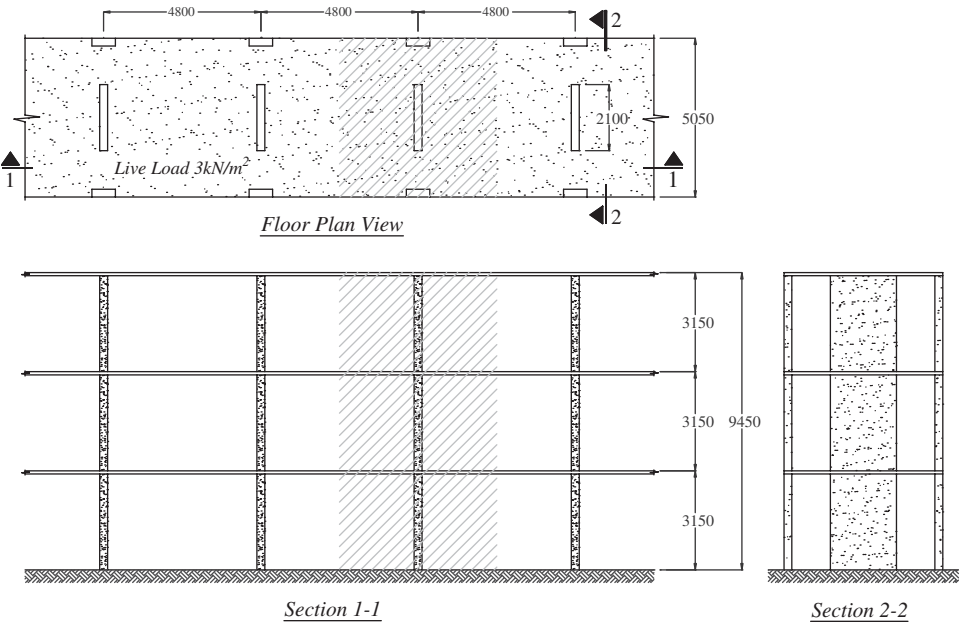 4800 4800 4800
2
2100
5050
Live Load 3kN/m²
1 1
2
Floor Plan View
3150
3150
9450
3150
Section 1-1
Section 2-2